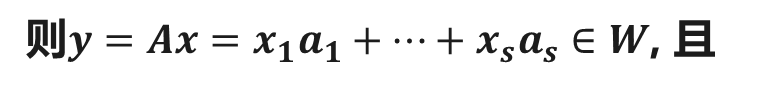 则y = Ax = x₁a₁ + ⋯ + xₛaₛ ∈ W, 且